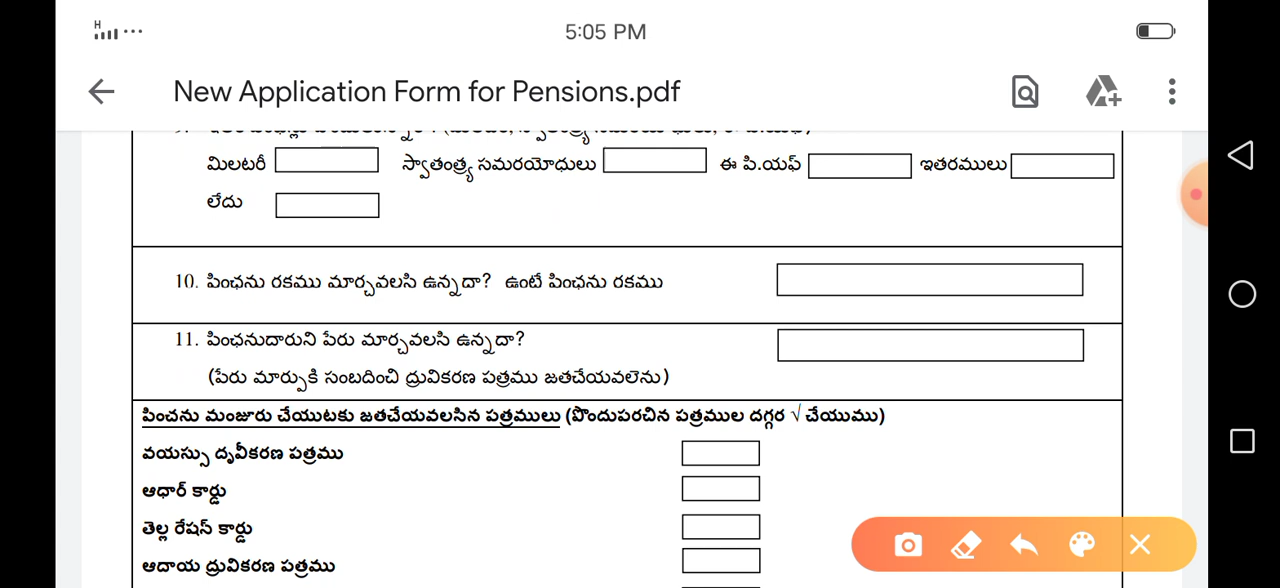 H
5:05 PM
New Application Form for Pensions.pdf
మిలటరీ స్వాతంత్ర్య సమరయోధులు ఈ పి.యఫ్ ఇతరములు
లేదు
10. పింఛను రకము మార్చవలసి ఉన్నదా? ఉంటే పింఛను రకము
11. పింఛనుదారుని పేరు మార్చవలసి ఉన్నదా?
(పేరు మార్పుకి సంబదించి ధ్రువికరణ పత్రము జతచేయవలెను)
పించను మంజూరు చేయుటకు జతచేయవలసిన పత్రములు (పొందుపరచిన పత్రముల దగ్గర √ చేయుము)
వయస్సు దృవీకరణ పత్రము
ఆధార్ కార్డు
తెల్ల రేషన్ కార్డు
ఆదాయ ధ్రువికరణ పత్రము